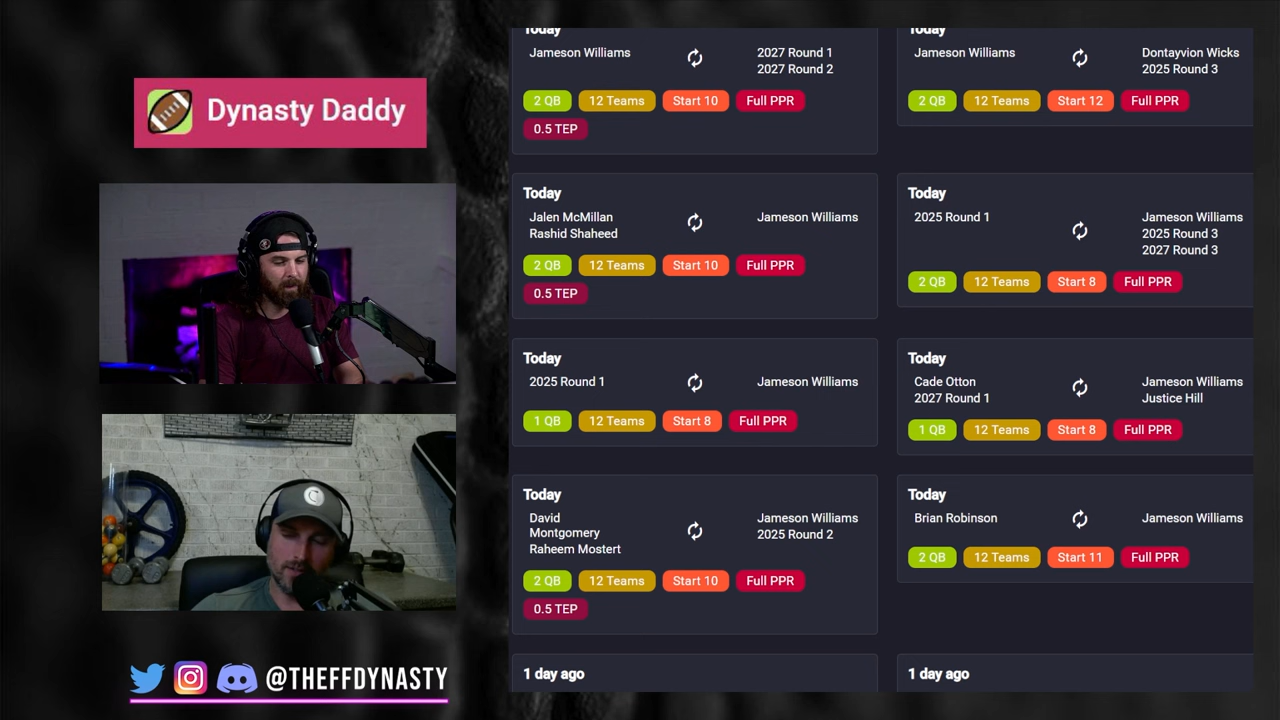 Dynasty Daddy
@THEFFDYNASTY
Today
Jameson Williams
2027 Round 1
2027 Round 2
2 QB
12 Teams
Start 10
Full PPR
0.5 TEP
Today
Jameson Williams
Dontayvion Wicks
2025 Round 3
2 QB
12 Teams
Start 12
Full PPR
Today
Jalen McMillan
Rashid Shaheed
Jameson Williams
2 QB
12 Teams
Start 10
Full PPR
0.5 TEP
Today
2025 Round 1
Jameson Williams
2025 Round 3
2027 Round 3
2 QB
12 Teams
Start 8
Full PPR
Today
2025 Round 1
Jameson Williams
1 QB
12 Teams
Start 8
Full PPR
Today
Cade Otton
2027 Round 1
Jameson Williams
Justice Hill
1 QB
12 Teams
Start 8
Full PPR
Today
David
Montgomery
Raheem Mostert
Jameson Williams
2025 Round 2
2 QB
12 Teams
Start 10
Full PPR
0.5 TEP
Today
Brian Robinson
Jameson Williams
2 QB
12 Teams
Start 11
Full PPR
1 day ago
1 day ago